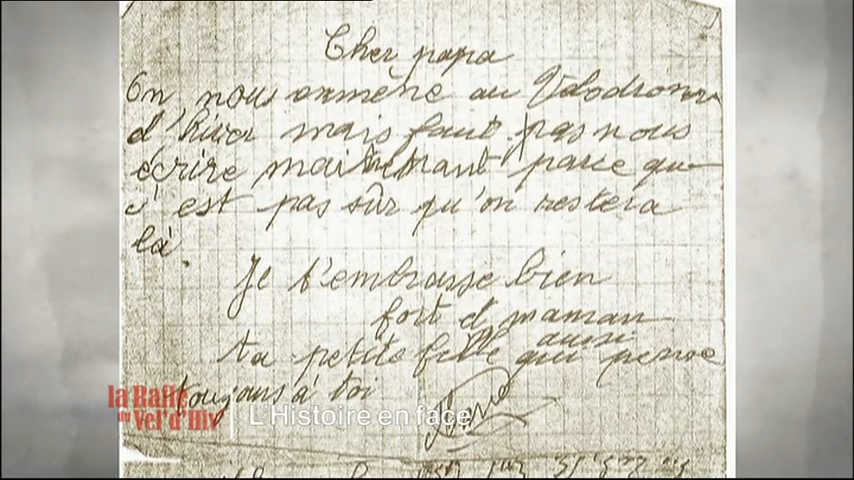 Cher papa
On nous emmène au Velodrome
d'hiver mais faut pas nous
écrire maintenant parce que
c'est pas sûr qu'on restera
là.
Je t'embrasse bien
fort et maman
aussi
ta petite fille qui pense
toujours à toi
la Rafle
du Vel'd'Hiv
L'Histoire en face